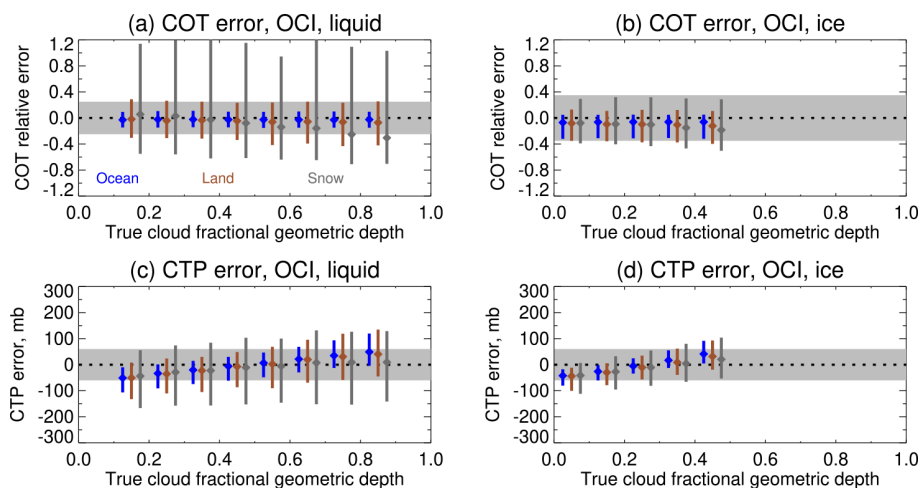 (a) COT error, OCI, liquid
COT relative error
1.2
0.8
0.4
0.0
-0.4
-0.8
-1.2
Ocean Land Snow
0.0 0.2 0.4 0.6 0.8 1.0
True cloud fractional geometric depth
(b) COT error, OCI, ice
COT relative error
1.2
0.8
0.4
0.0
-0.4
-0.8
-1.2
0.0 0.2 0.4 0.6 0.8 1.0
True cloud fractional geometric depth
(c) CTP error, OCI, liquid
CTP error, mb
300
200
100
0
-100
-200
-300
0.0 0.2 0.4 0.6 0.8 1.0
True cloud fractional geometric depth
(d) CTP error, OCI, ice
CTP error, mb
300
200
100
0
-100
-200
-300
0.0 0.2 0.4 0.6 0.8 1.0
True cloud fractional geometric depth